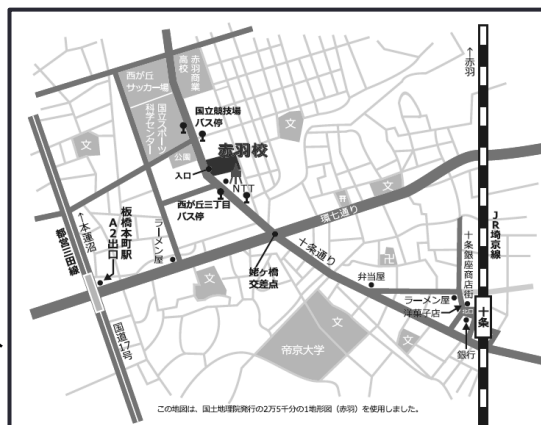 ←赤羽
西が丘
サッカー場
赤羽商業
高校
国立スポーツ
科学センター
国立競技場
バス停
文
文
公園
赤羽校
入口
NTT
西が丘三丁目
バス停
文
環七通り
JR埼京線
←本蓮沼
都営三田線
板橋本町駅
A2出口
ラーメン屋
姥ヶ橋
交差点
十条通り
卍
十条銀座商店街
弁当屋
文
ラーメン屋
洋菓子店
北口
十条
国道17号
文
帝京大学
文
銀行
この地図は、国土地理院発行の2万5千分の1地形図（赤羽）を使用しました。